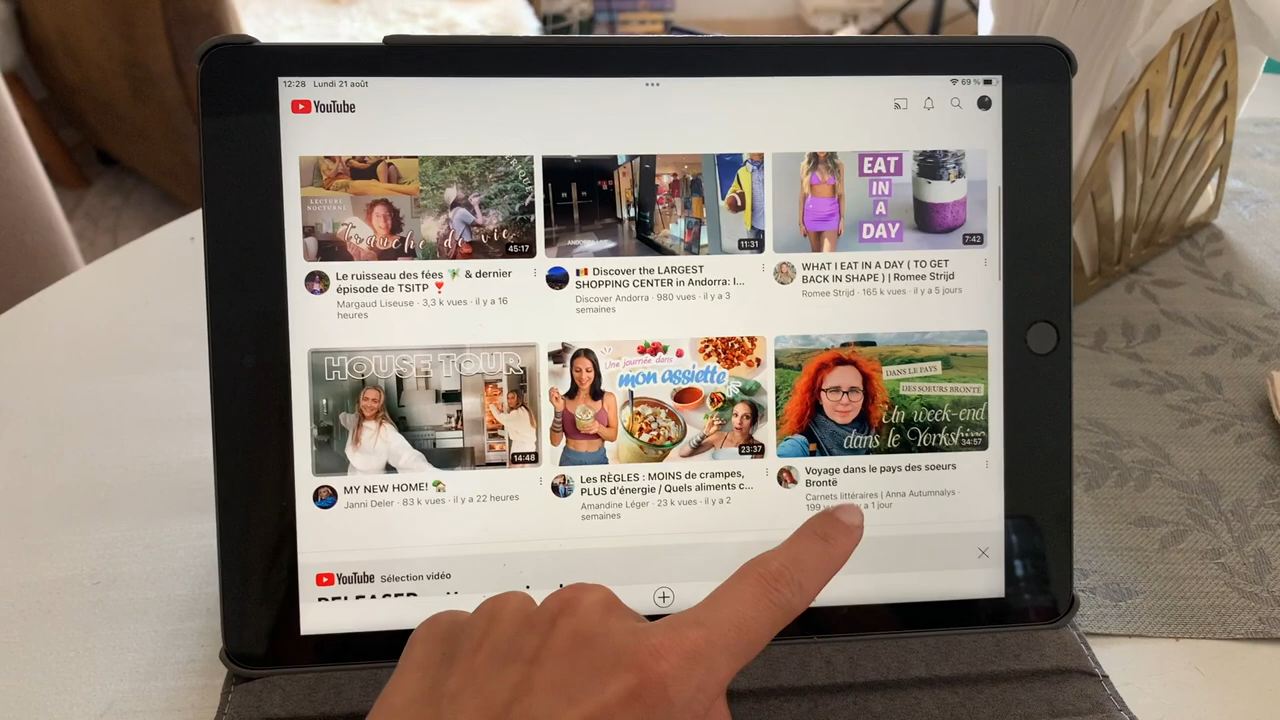 12:28 Lundi 21 août
69 %
YouTube
LECTURE
NOCTURNE
tranche de vie
45:17
11:31
EAT
IN
A
DAY
7:42
Le ruisseau des fées 🧚 & dernier
épisode de TSITP ❣️
Margaud Liseuse · 3,3 k vues · il y a 16
heures
🇦🇩 Discover the LARGEST
SHOPPING CENTER in Andorra: I...
Discover Andorra · 980 vues · il y a 3
semaines
WHAT I EAT IN A DAY ( TO GET
BACK IN SHAPE ) | Romee Strijd
Romee Strijd · 165 k vues · il y a 5 jours
HOUSE TOUR
14:48
Une journée dans
mon assiette
23:37
DANS LE PAYS
DES SOEURS BRONTË
Un week-end
dans le Yorkshire
34:57
MY NEW HOME! 🏡
Janni Deler · 83 k vues · il y a 22 heures
Les RÈGLES : MOINS de crampes,
PLUS d'énergie / Quels aliments c...
Amandine Léger · 23 k vues · il y a 2
semaines
Voyage dans le pays des soeurs
Brontë
Carnets littéraires | Anna Autumnalys ·
199 a 1 jour
YouTube Sélection vidéo